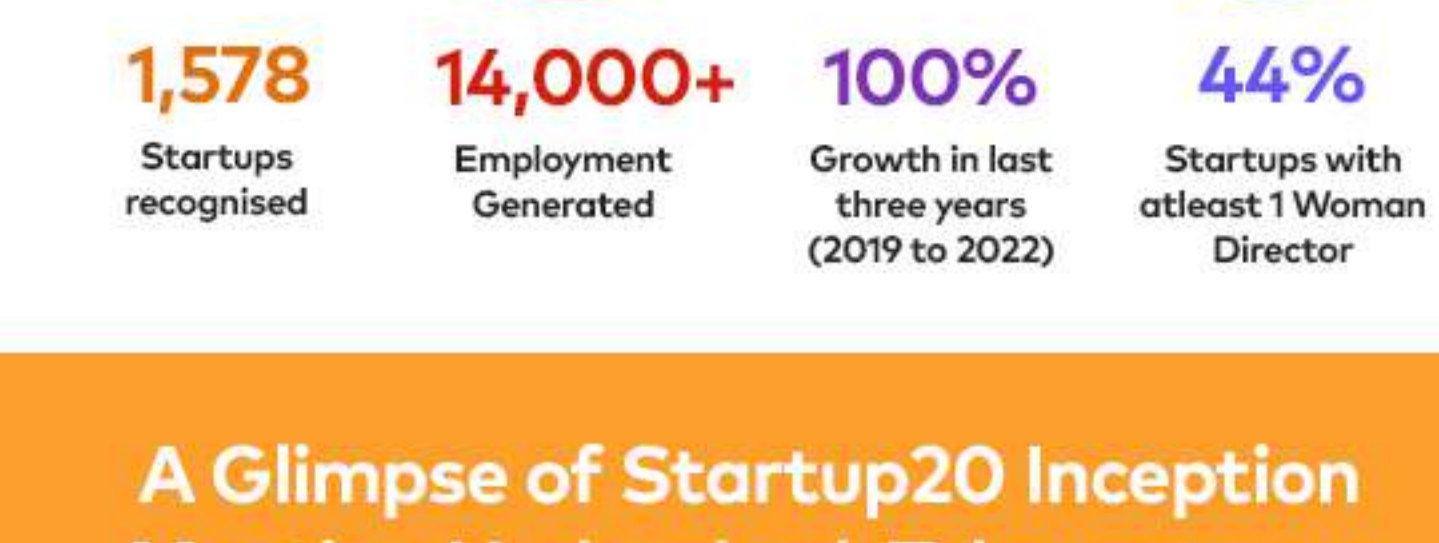 1,578
Startups
recognised
14,000+
Employment
Generated
100%
Growth in last
three years
(2019 to 2022)
44%
Startups with
atleast 1 Woman
Director
A Glimpse of Startup20 Inception